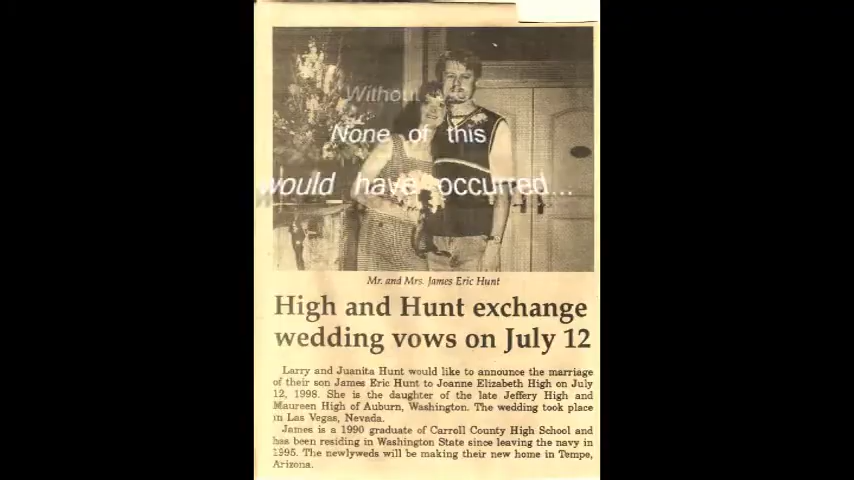 Without
None of this
would have occurred...
Mr. and Mrs. James Eric Hunt
High and Hunt exchange
wedding vows on July 12
Larry and Juanita Hunt would like to announce the marriage
of their son James Eric Hunt to Joanne Elizabeth High on July
12, 1998. She is the daughter of the late Jeffery High and
Maureen High of Auburn, Washington. The wedding took place
in Las Vegas, Nevada.
James is a 1990 graduate of Carroll County High School and
has been residing in Washington State since leaving the navy in
1995. The newlyweds will be making their new home in Tempe,
Arizona.